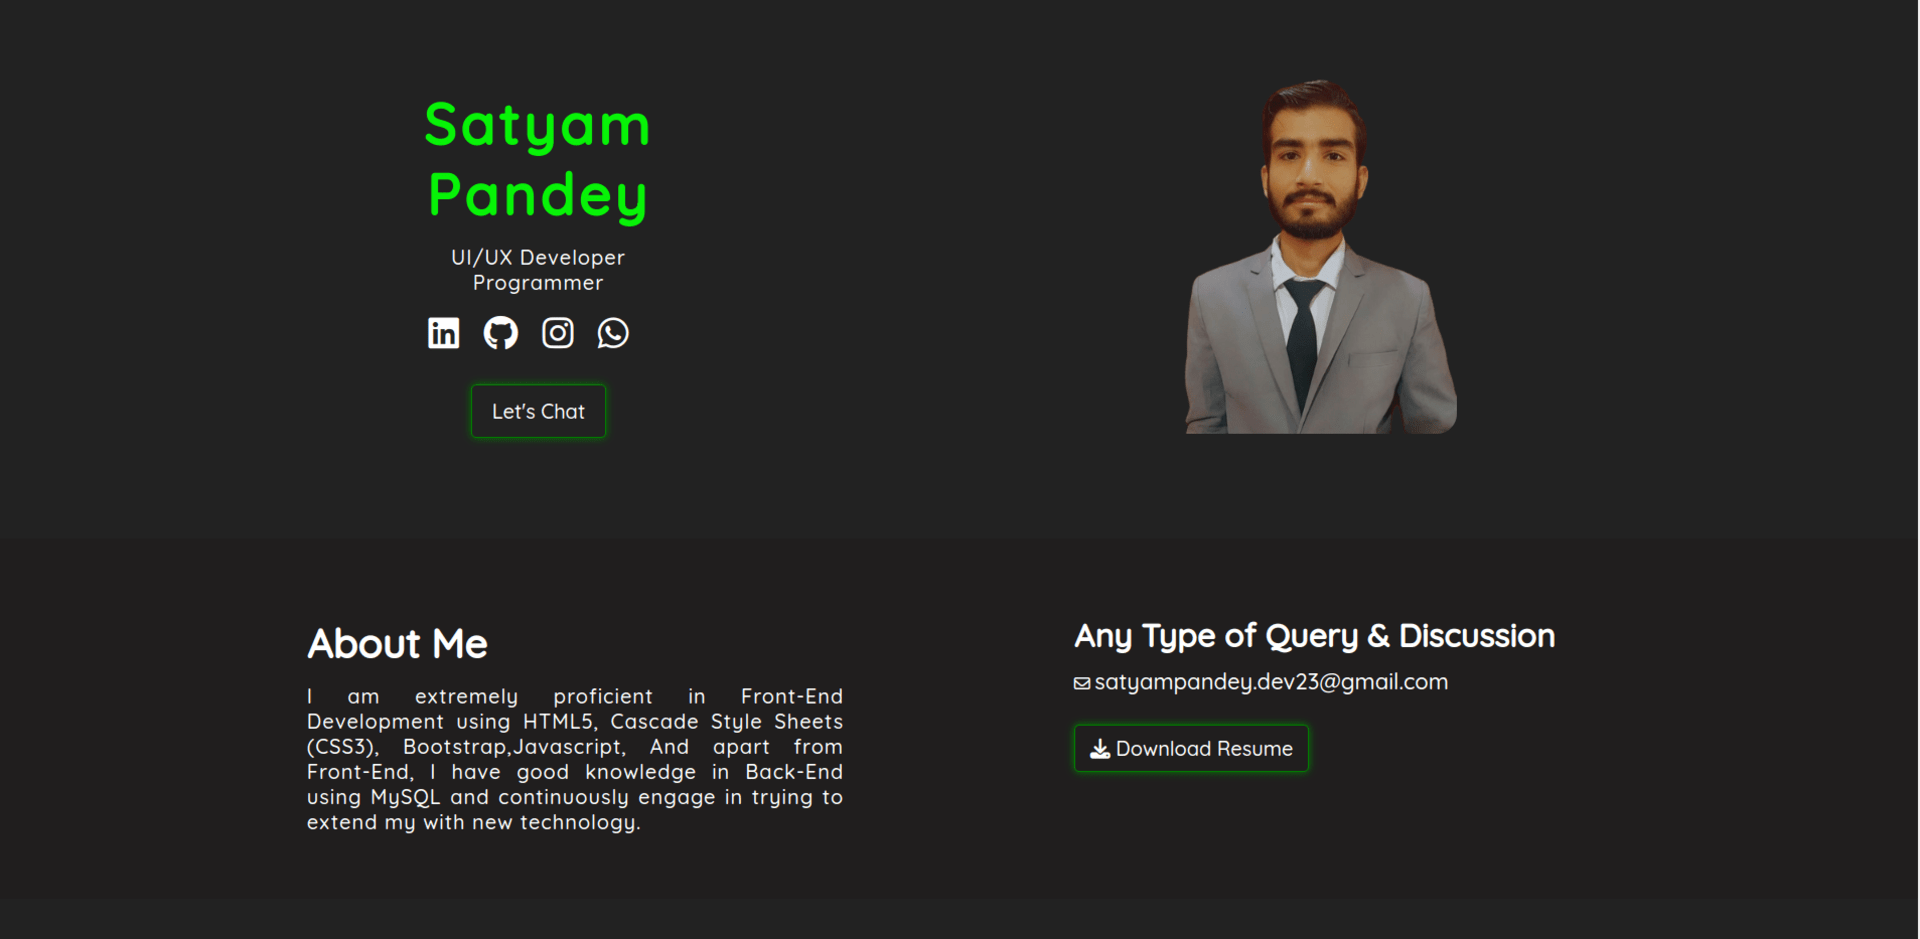 Satyam
Pandey
UI/UX Developer
Programmer
Let's Chat
About Me
I am extremely proficient in Front-End
Development using HTML5, Cascade Style Sheets
(CSS3), Bootstrap,Javascript, And apart from
Front-End, I have good knowledge in Back-End
using MySQL and continuously engage in trying to
extend my with new technology.
Any Type of Query & Discussion
satyampandey.dev23@gmail.com
Download Resume